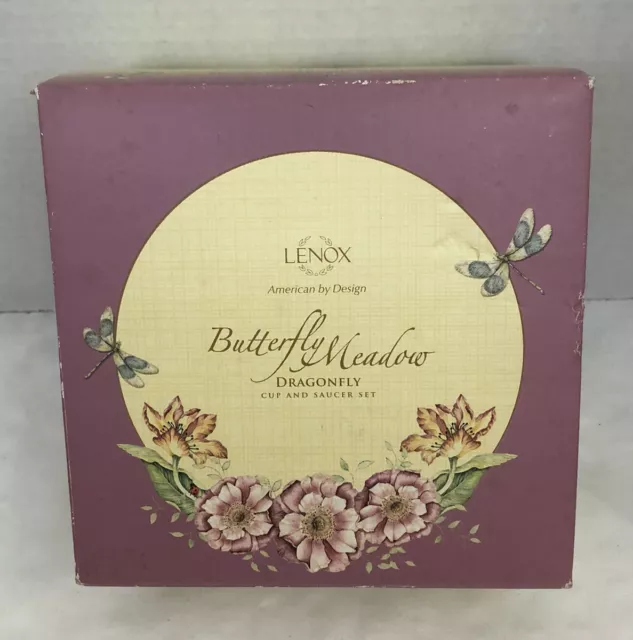 LENOX
American by Design
Butterfly Meadow
DRAGONFLY
CUP AND SAUCER SET